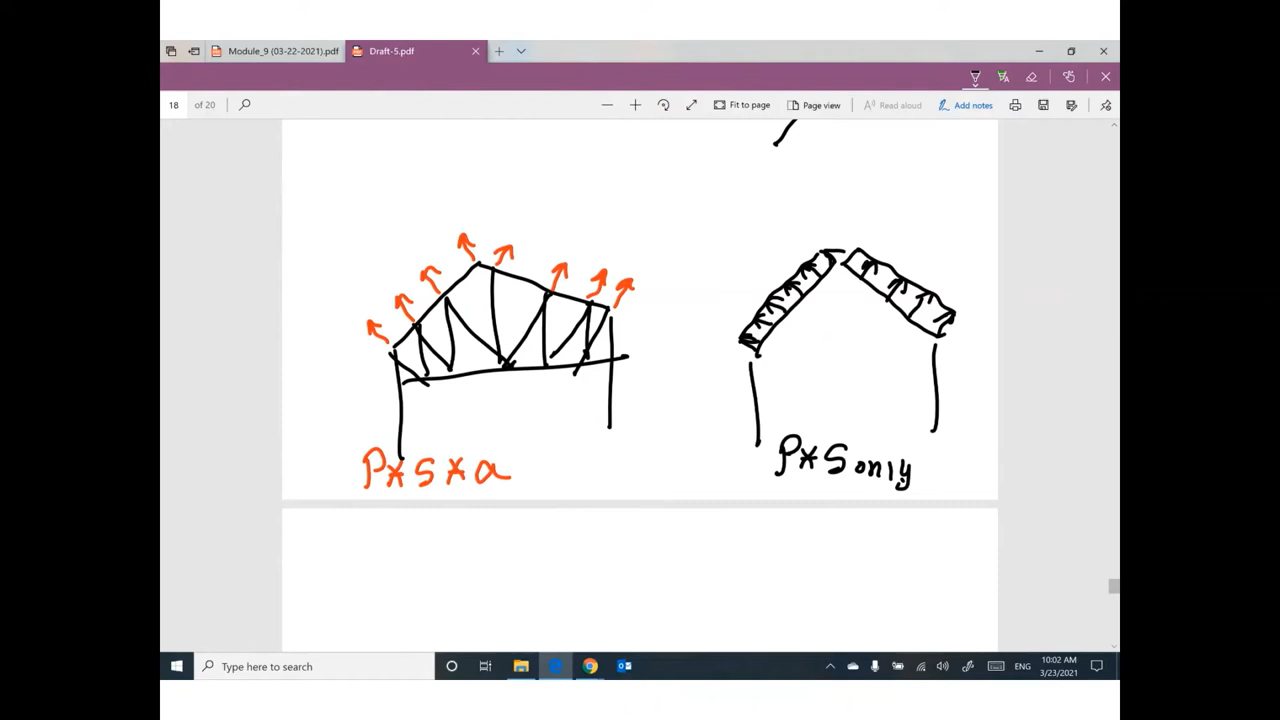 Module_9 (03-22-2021).pdf
Draft-5.pdf
18 of 20
Fit to page
Page view
Read aloud
Add notes
P*S*a
P*S only
Type here to search
ENG
10:02 AM
3/23/2021